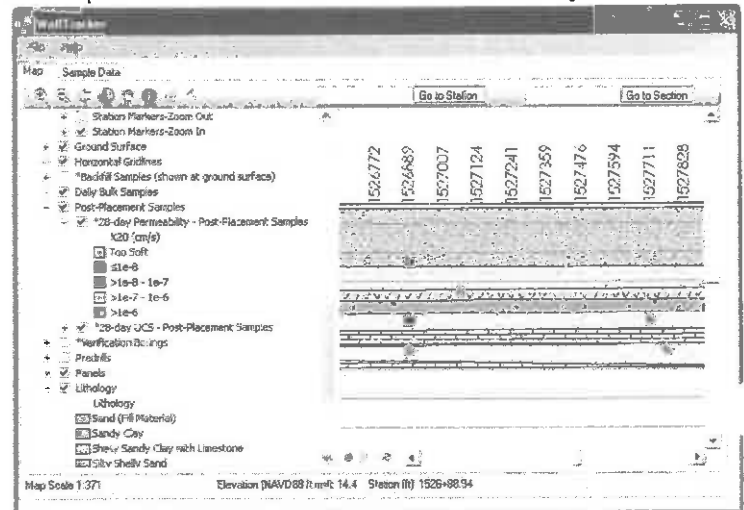 WallTracker
File Help
Map Sample Data
Go to Station Go to Section
Station Markers-Zoom Out
Station Markers-Zoom In
Ground Surface
Horizontal Gridlines
*Backfill Samples (shown at ground surface)
Daily Bulk Samples
Post-Placement Samples
*28-day Permeability - Post-Placement Samples
K20 (cm/s)
Too Soft
≤1e-8
>1e-8 - 1e-7
>1e-7 - 1e-6
>1e-6
*28-day UCS - Post-Placement Samples
*Verification Borings
Predrills
Panels
Lithology
Lithology
Sand (Fill Material)
Sandy Clay
Shelly Sandy Clay with Limestone
Silty Shelly Sand
1526772
1526889
1527007
1527124
1527241
1527359
1527476
1527594
1527711
1527828
Map Scale 1:371 Elevation (NAVD88 ft msl): 14.4 Station (ft): 1526+88.94